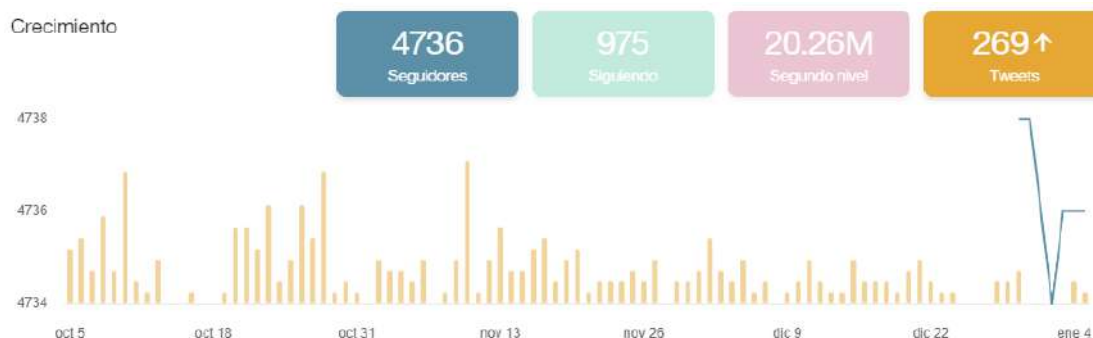 Crecimiento
4736
Seguidores
975
Siguiendo
20.26M
Segundo nivel
269↑
Tweets
4738
4736
4734
oct 5
oct 18
oct 31
nov 13
nov 26
dic 9
dic 22
ene 4